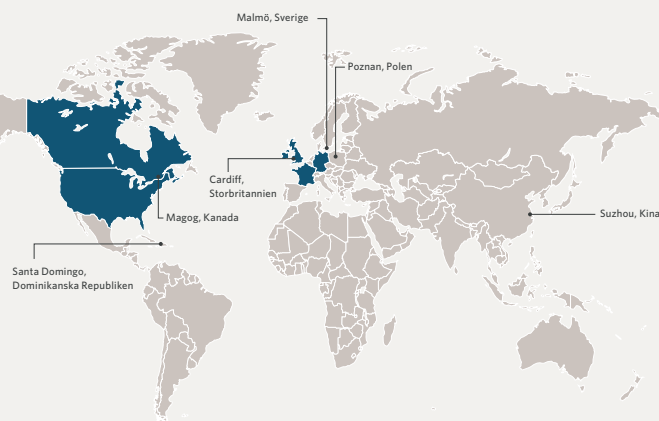 Malmö, Sverige
Poznan, Polen
Cardiff,
Storbritannien
Magog, Kanada
Suzhou, Kina
Santa Domingo,
Dominikanska Republiken